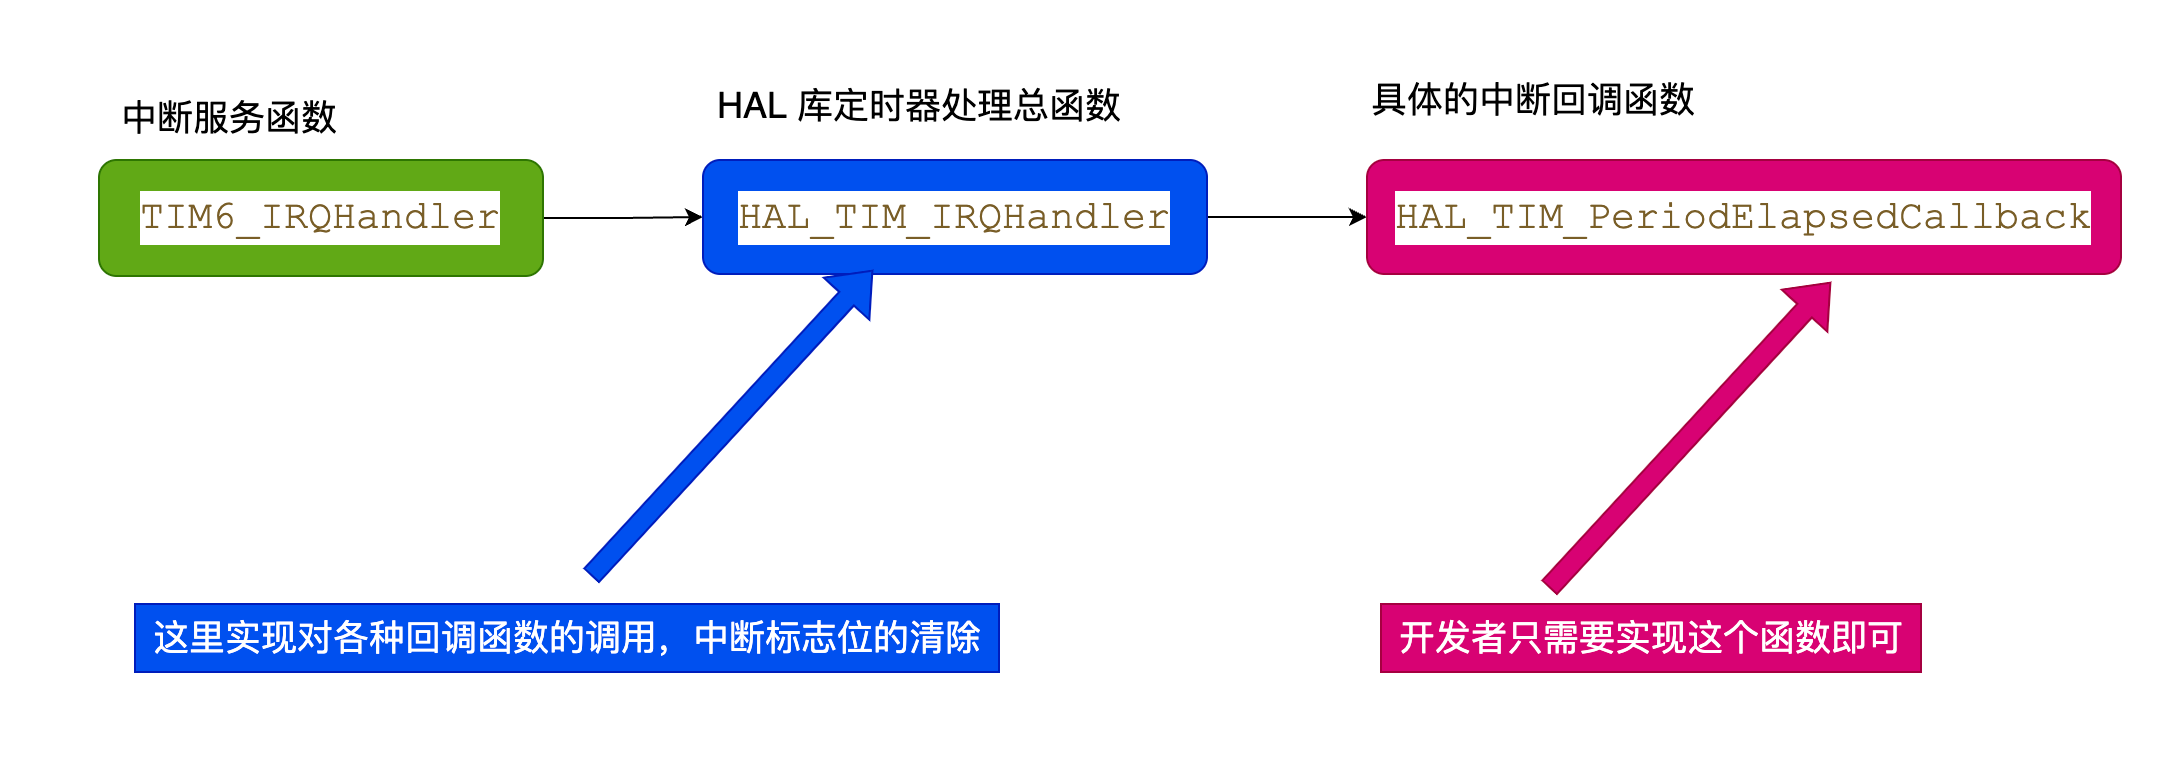 中断服务函数
HAL 库定时器处理总函数
具体的中断回调函数
TIM6_IRQHandler
HAL_TIM_IRQHandler
HAL_TIM_PeriodElapsedCallback
这里实现对各种回调函数的调用，中断标志位的清除
开发者只需要实现这个函数即可